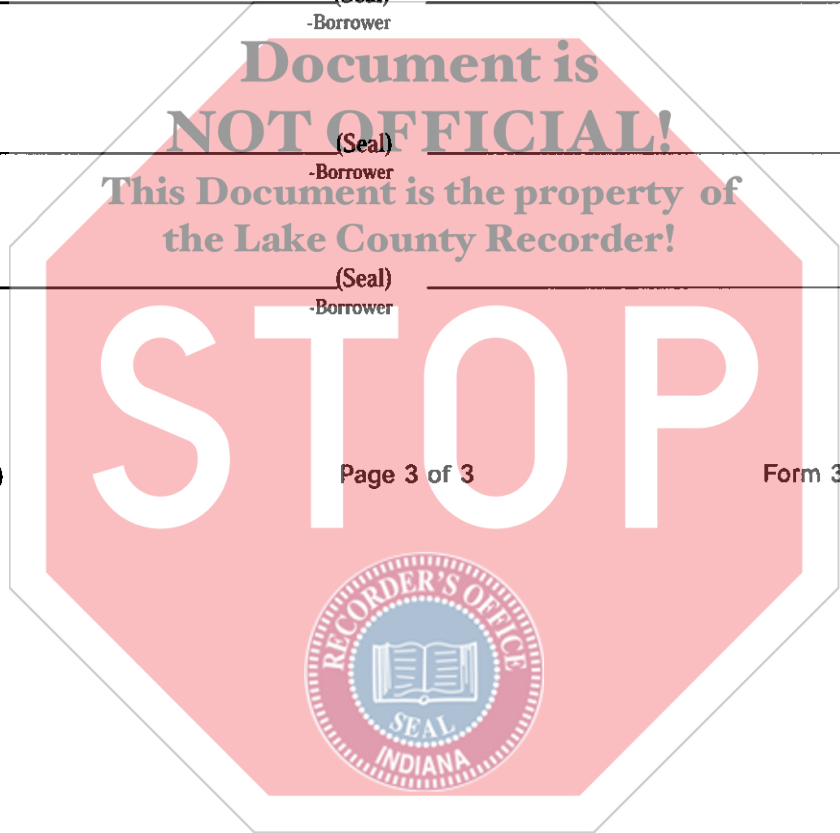 (Seal)
-Borrower
Document is
NOT OFFICIAL!
(Seal)
-Borrower
This Document is the property of
the Lake County Recorder!
(Seal)
-Borrower
STOP
Page 3 of 3
Form 3
RECORDER'S OFFICE
SEAL
INDIANA